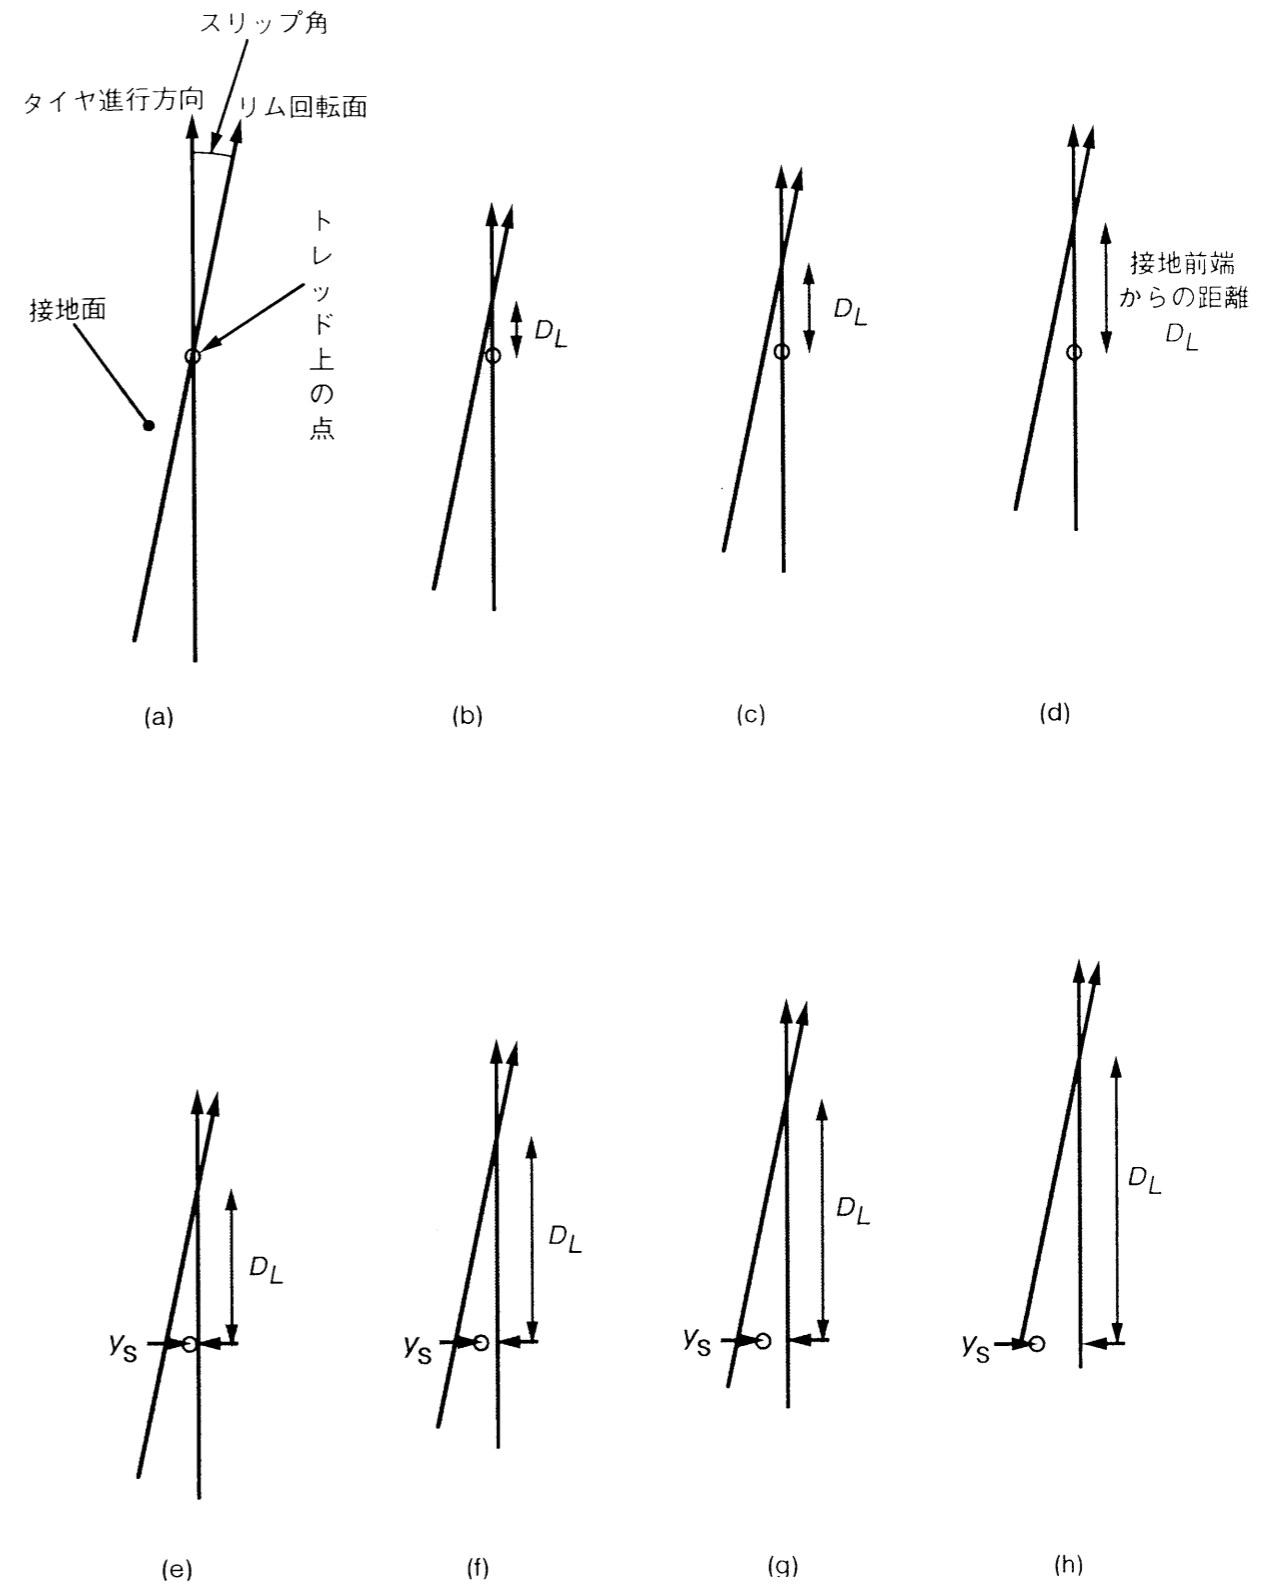 スリップ角
タイヤ進行方向
リム回転面
トレッド上の点
接地面
D_L
D_L
接地前端
からの距離
D_L
(a)
(b)
(c)
(d)
D_L
y_S
D_L
y_S
D_L
y_S
D_L
y_S
(e)
(f)
(g)
(h)